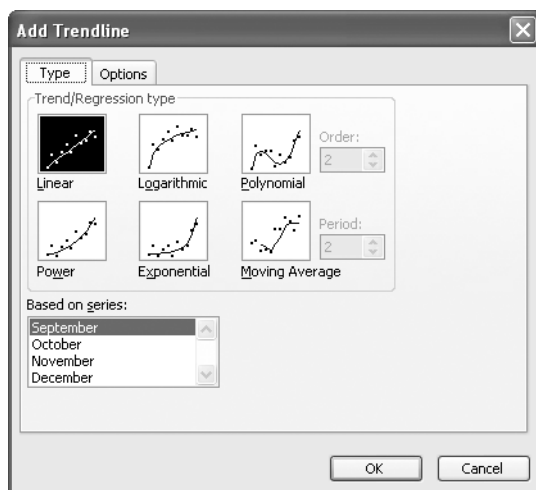 Add Trendline
Type Options
Trend/Regression type
Linear Logarithmic Polynomial
Order:
2
Power Exponential Moving Average
Period:
2
Based on series:
September
October
November
December
OK Cancel